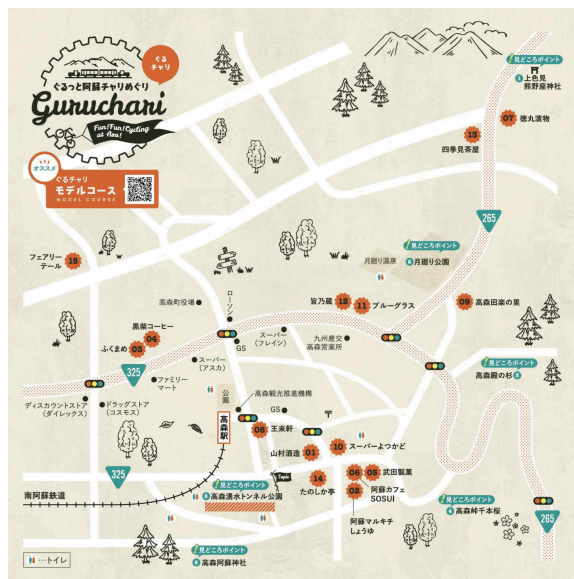 ぐるっと阿蘇チャリめぐり
Guruchari
Fun! Fun! Cycling
at Aso!
ぐる
チャリ
オススメ
ぐるチャリ
モデルコース
MODEL COURSE
見どころポイント
1 上色見
熊野座神社
07 徳丸漬物
13
四季見茶屋
265
見どころポイント
月廻り温泉
月廻り公園
フェアリー
テール
15
高森町役場
ローソン
旨乃蔵
12
11 ブルーグラス
09 高森田楽の里
黒柴コーヒー
04
ふくまめ
03
GS
スーパー
(フレイン)
九州産交
高森営業所
325
スーパー
(アスカ)
ファミリー
マート
見どころポイント
高森殿の杉
ディスカウントストア
(ダイレックス)
ドラッグストア
(コスモス)
公園
高森観光推進機構
GS
高森駅
08 王来軒
〒
10 スーパーよつかど
山村酒造 01
325
Topic
14
たのしか亭
06
05 武田製菓
阿蘇カフェ
SOSUI
02
阿蘇マルキチ
しょうゆ
南阿蘇鉄道
見どころポイント
高森湧水トンネル公園
見どころポイント
4 高森峠千本桜
265
見どころポイント
高森阿蘇神社
…トイレ